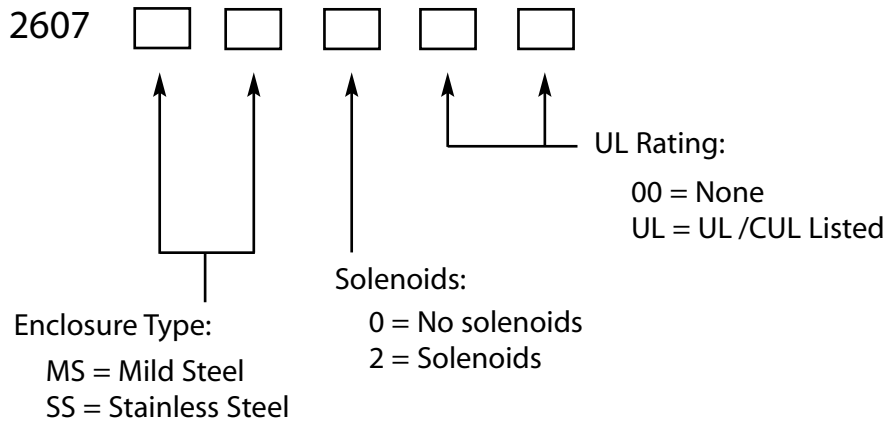 2607
UL Rating:
00 = None
UL = UL /CUL Listed
Solenoids:
0 = No solenoids
2 = Solenoids
Enclosure Type:
MS = Mild Steel
SS = Stainless Steel